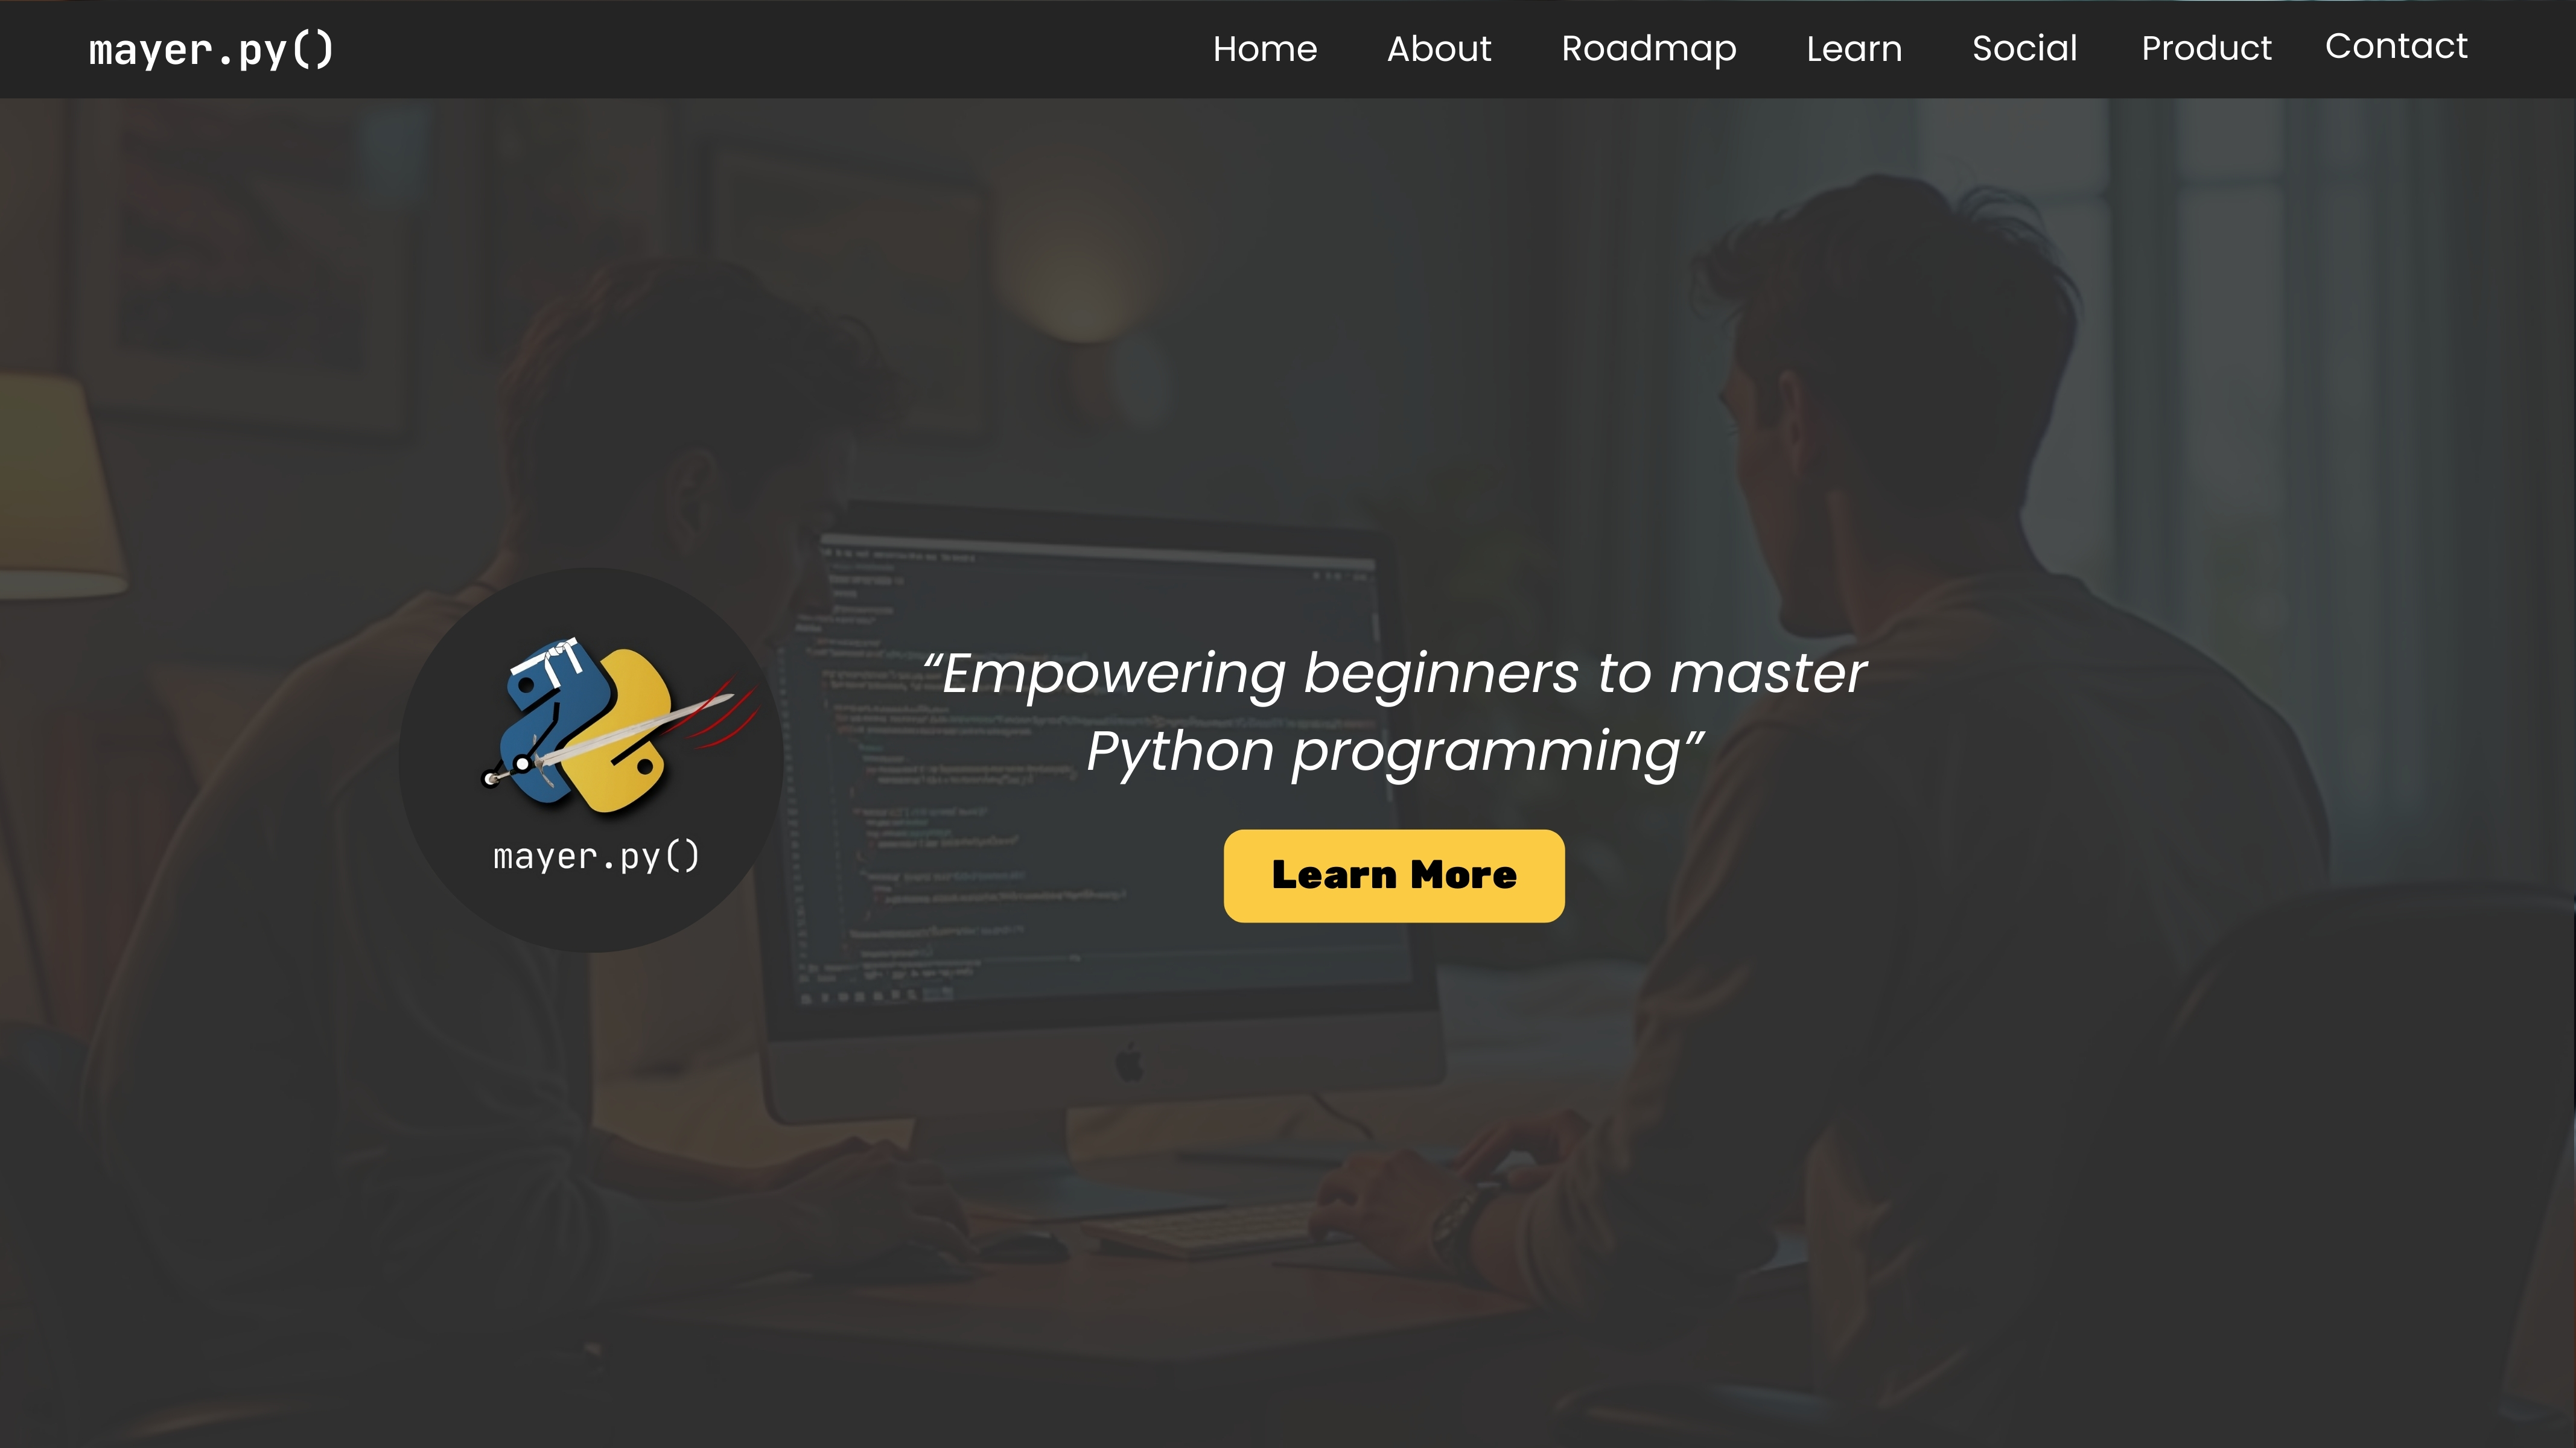 mayer.py()
Home About Roadmap Learn Social Product Contact
“Empowering beginners to master
Python programming”
mayer.py()
Learn More